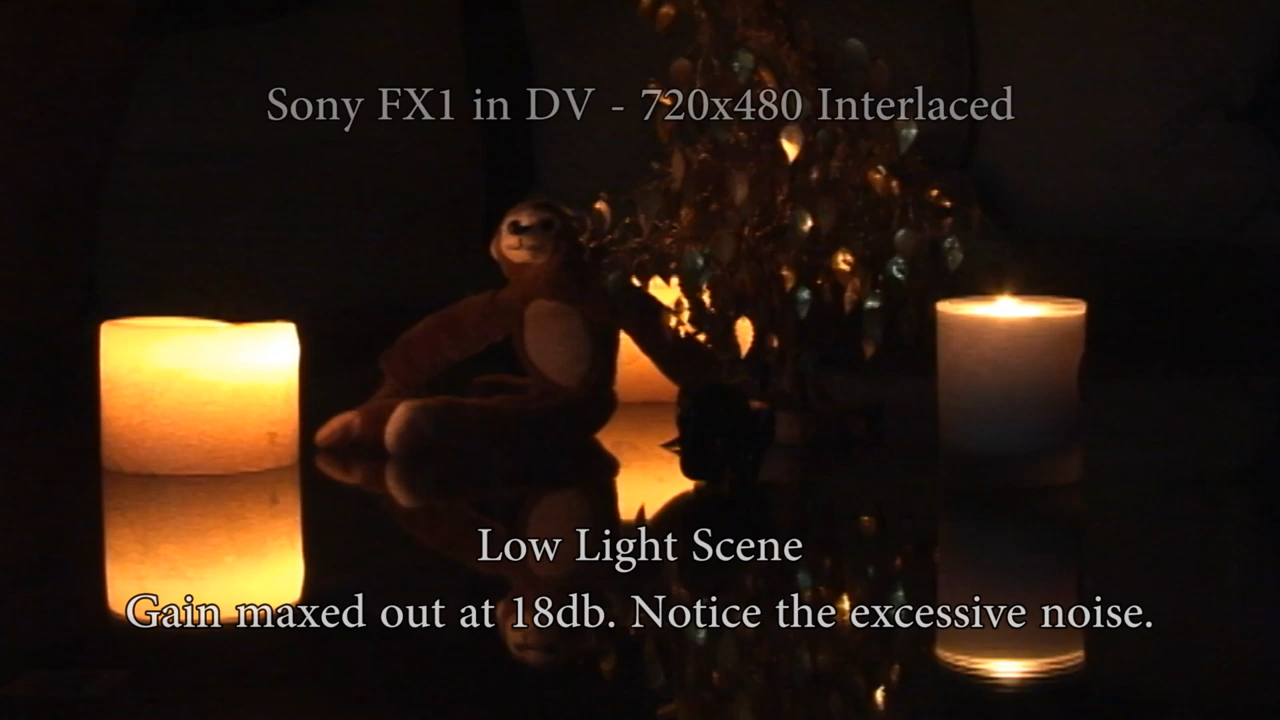 Sony FX1 in DV - 720x480 Interlaced
Low Light Scene
Gain maxed out at 18db. Notice the excessive noise.